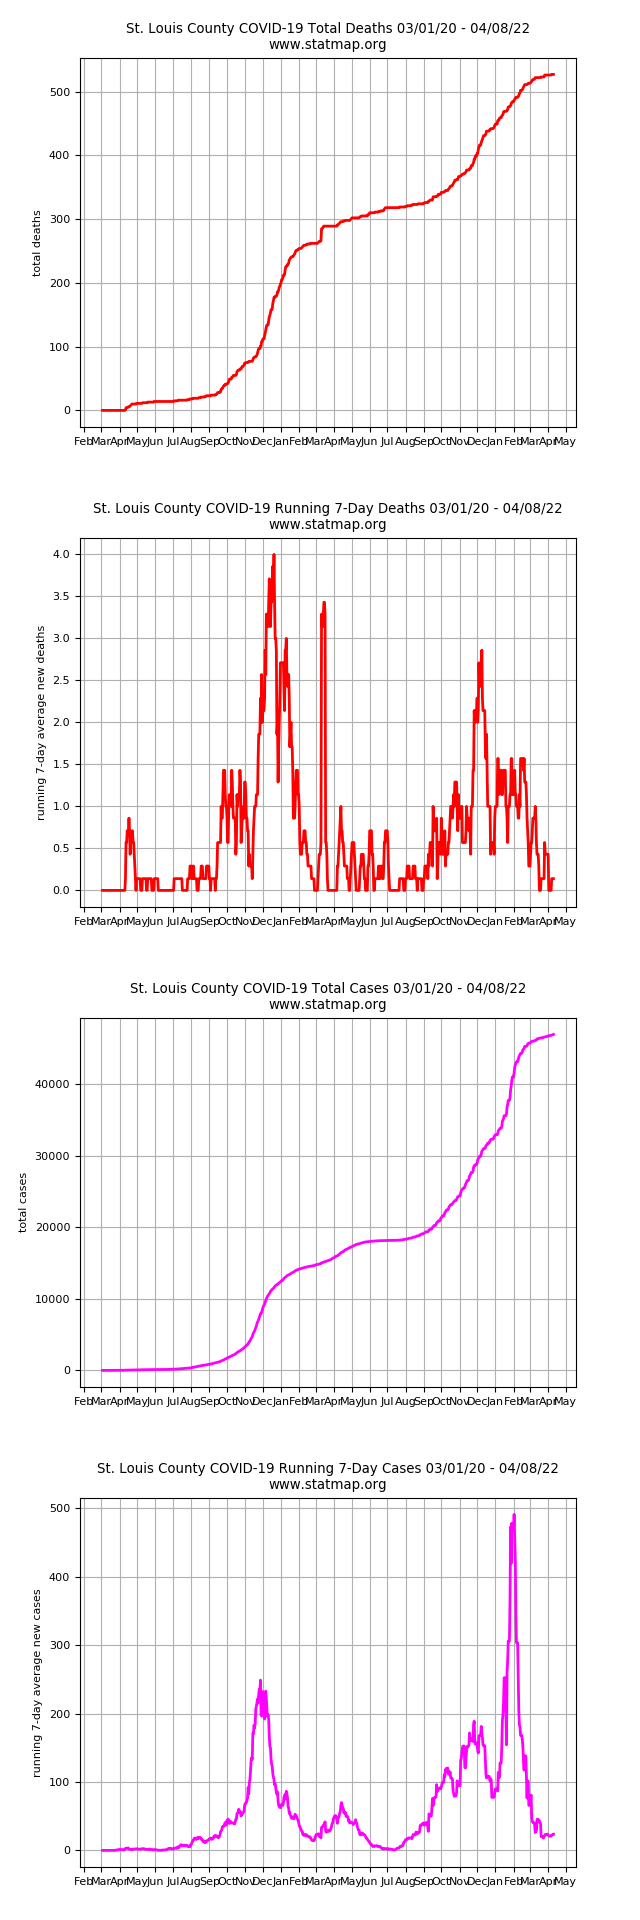 St. Louis County COVID-19 Total Deaths 03/01/20 - 04/08/22
www.statmap.org
500
400
300
200
100
0
total deaths
Feb Mar Apr May Jun Jul Aug Sep Oct Nov Dec Jan Feb Mar Apr May Jun Jul Aug Sep Oct Nov Dec Jan Feb Mar Apr May
St. Louis County COVID-19 Running 7-Day Deaths 03/01/20 - 04/08/22
www.statmap.org
4.0
3.5
3.0
2.5
2.0
1.5
1.0
0.5
0.0
running 7-day average new deaths
Feb Mar Apr May Jun Jul Aug Sep Oct Nov Dec Jan Feb Mar Apr May Jun Jul Aug Sep Oct Nov Dec Jan Feb Mar Apr May
St. Louis County COVID-19 Total Cases 03/01/20 - 04/08/22
www.statmap.org
40000
30000
20000
10000
0
total cases
Feb Mar Apr May Jun Jul Aug Sep Oct Nov Dec Jan Feb Mar Apr May Jun Jul Aug Sep Oct Nov Dec Jan Feb Mar Apr May
St. Louis County COVID-19 Running 7-Day Cases 03/01/20 - 04/08/22
www.statmap.org
500
400
300
200
100
0
running 7-day average new cases
Feb Mar Apr May Jun Jul Aug Sep Oct Nov Dec Jan Feb Mar Apr May Jun Jul Aug Sep Oct Nov Dec Jan Feb Mar Apr May